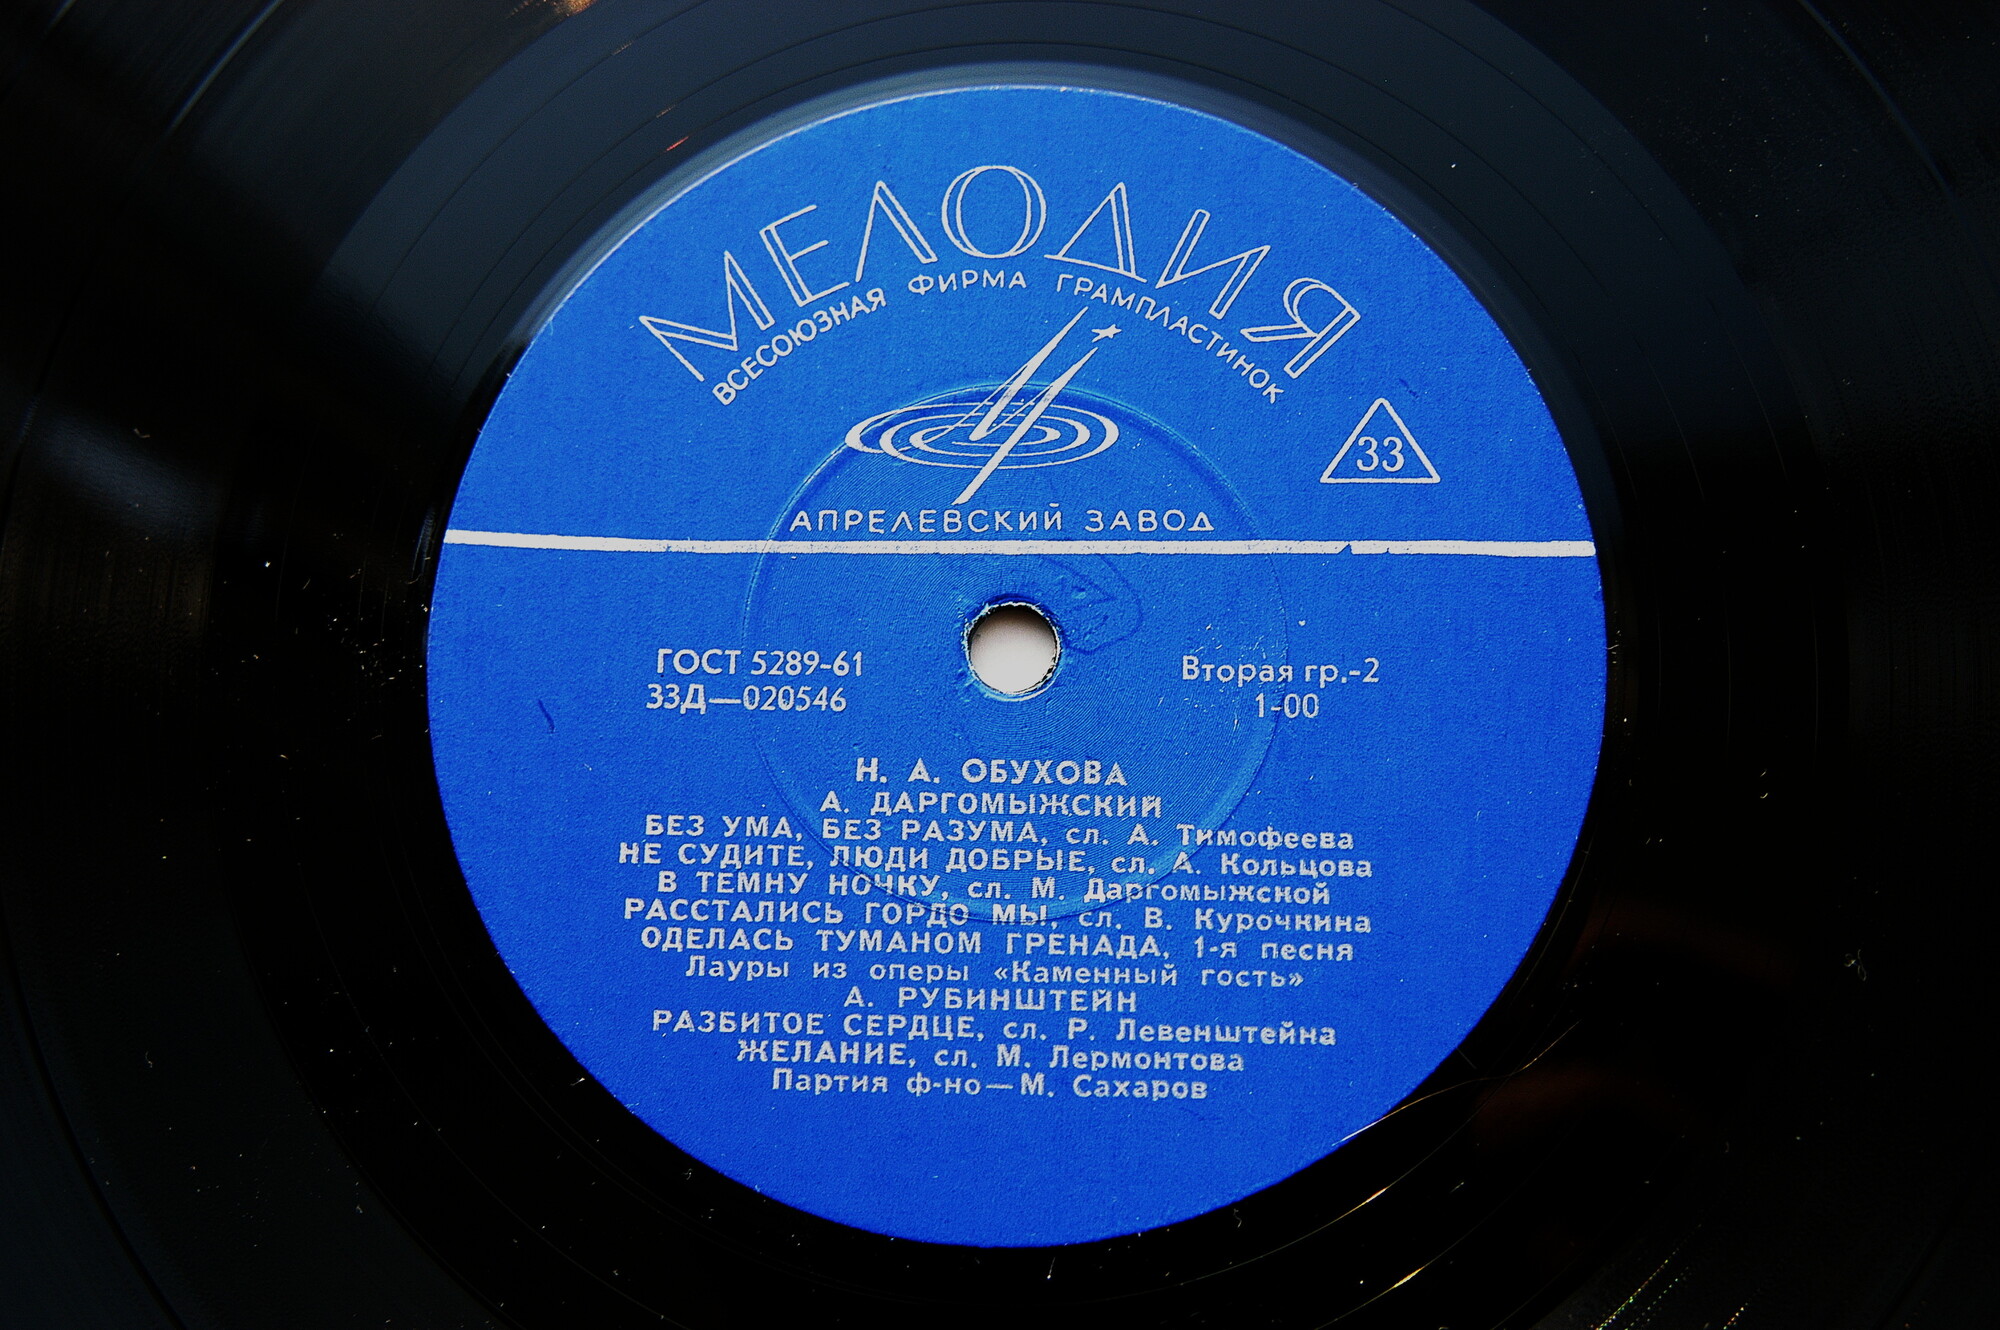 МЕЛОДИЯ
ВСЕСОЮЗНАЯ ФИРМА ГРАМПЛАСТИНОК
33
АПРЕЛЕВСКИЙ ЗАВОД
ГОСТ 5289-61
33Д—020546
Вторая гр.-2
1-00
Н. А. ОБУХОВА
А. ДАРГОМЫЖСКИЙ
БЕЗ УМА, БЕЗ РАЗУМА, сл. А. Тимофеева
НЕ СУДИТЕ, ЛЮДИ ДОБРЫЕ, сл. А. Кольцова
В ТЕМНУ НОЧКУ, сл. М. Даргомыжской
РАССТАЛИСЬ ГОРДО МЫ, сл. В. Курочкина
ОДЕЛАСЬ ТУМАНОМ ГРЕНАДА, 1-я песня
Лауры из оперы «Каменный гость»
А. РУБИНШТЕЙН
РАЗБИТОЕ СЕРДЦЕ, сл. Р. Левенштейна
ЖЕЛАНИЕ, сл. М. Лермонтова
Партия ф-но—М. Сахаров